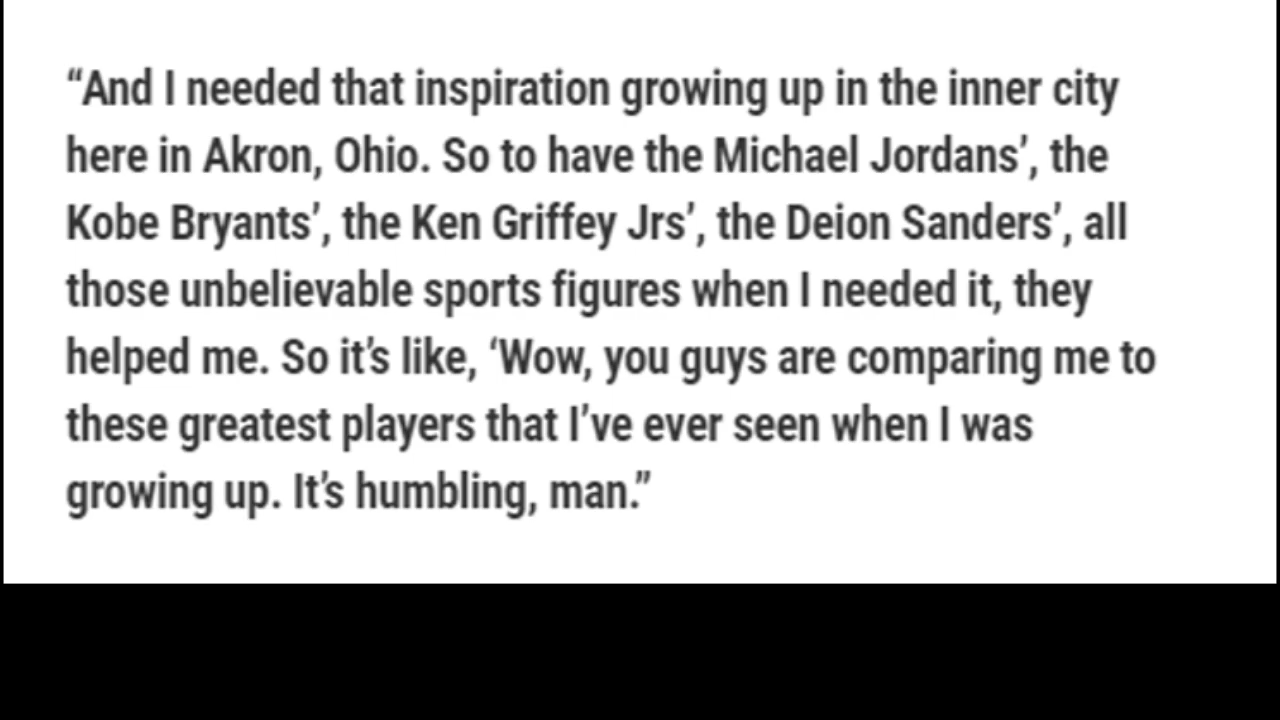 “And I needed that inspiration growing up in the inner city
here in Akron, Ohio. So to have the Michael Jordans’, the
Kobe Bryants’, the Ken Griffey Jrs’, the Deion Sanders’, all
those unbelievable sports figures when I needed it, they
helped me. So it’s like, ‘Wow, you guys are comparing me to
these greatest players that I’ve ever seen when I was
growing up. It’s humbling, man.”